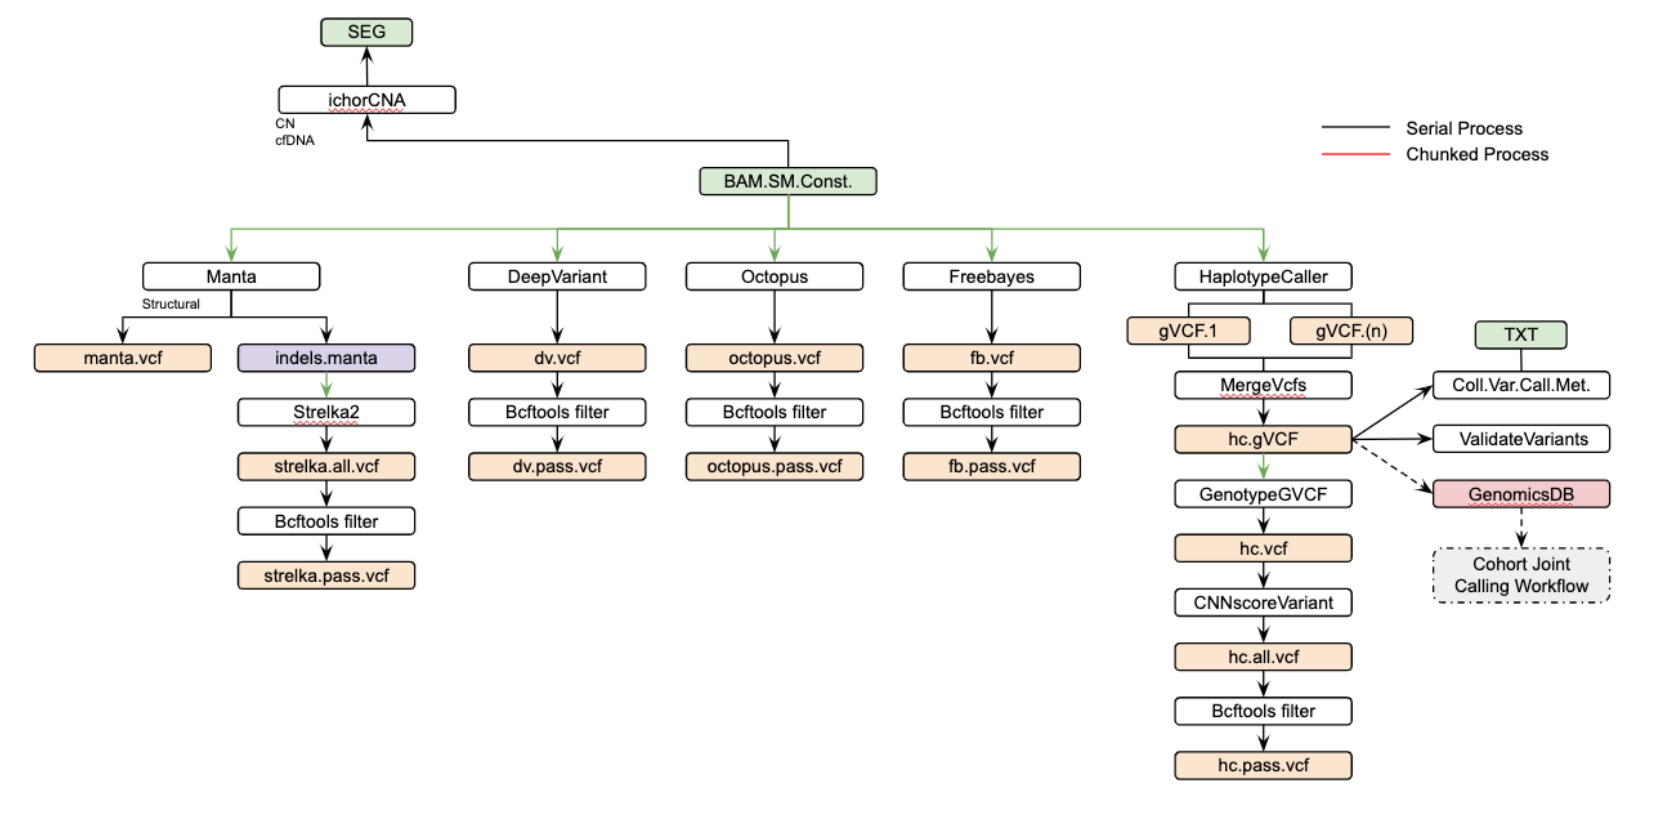 SEG
ichorCNA
CN
cfDNA
Serial Process
Chunked Process
BAM.SM.Const.
Manta
DeepVariant
Octopus
Freebayes
HaplotypeCaller
Structural
gVCF.1
gVCF.(n)
TXT
manta.vcf
indels.manta
dv.vcf
octopus.vcf
fb.vcf
MergeVcfs
Coll.Var.Call.Met.
Strelka2
Bcftools filter
Bcftools filter
Bcftools filter
hc.gVCF
ValidateVariants
strelka.all.vcf
dv.pass.vcf
octopus.pass.vcf
fb.pass.vcf
GenotypeGVCF
GenomicsDB
Bcftools filter
hc.vcf
Cohort Joint
Calling Workflow
strelka.pass.vcf
CNNscoreVariant
hc.all.vcf
Bcftools filter
hc.pass.vcf